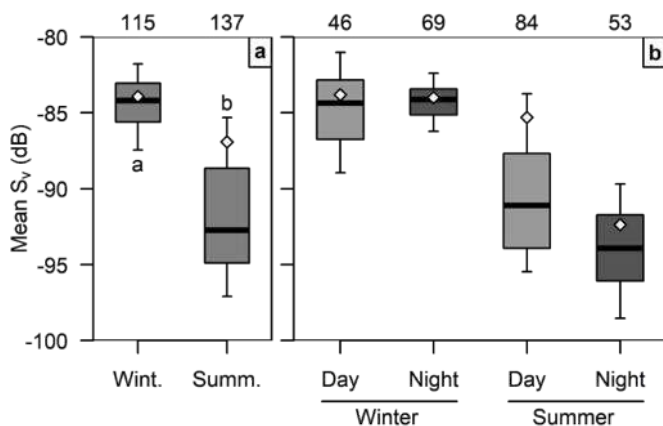 115 137 46 69 84 53
a b
-80
-85
-90
-95
-100
Mean Sv (dB)
b
a
Wint. Summ. Day Night Day Night
Winter Summer